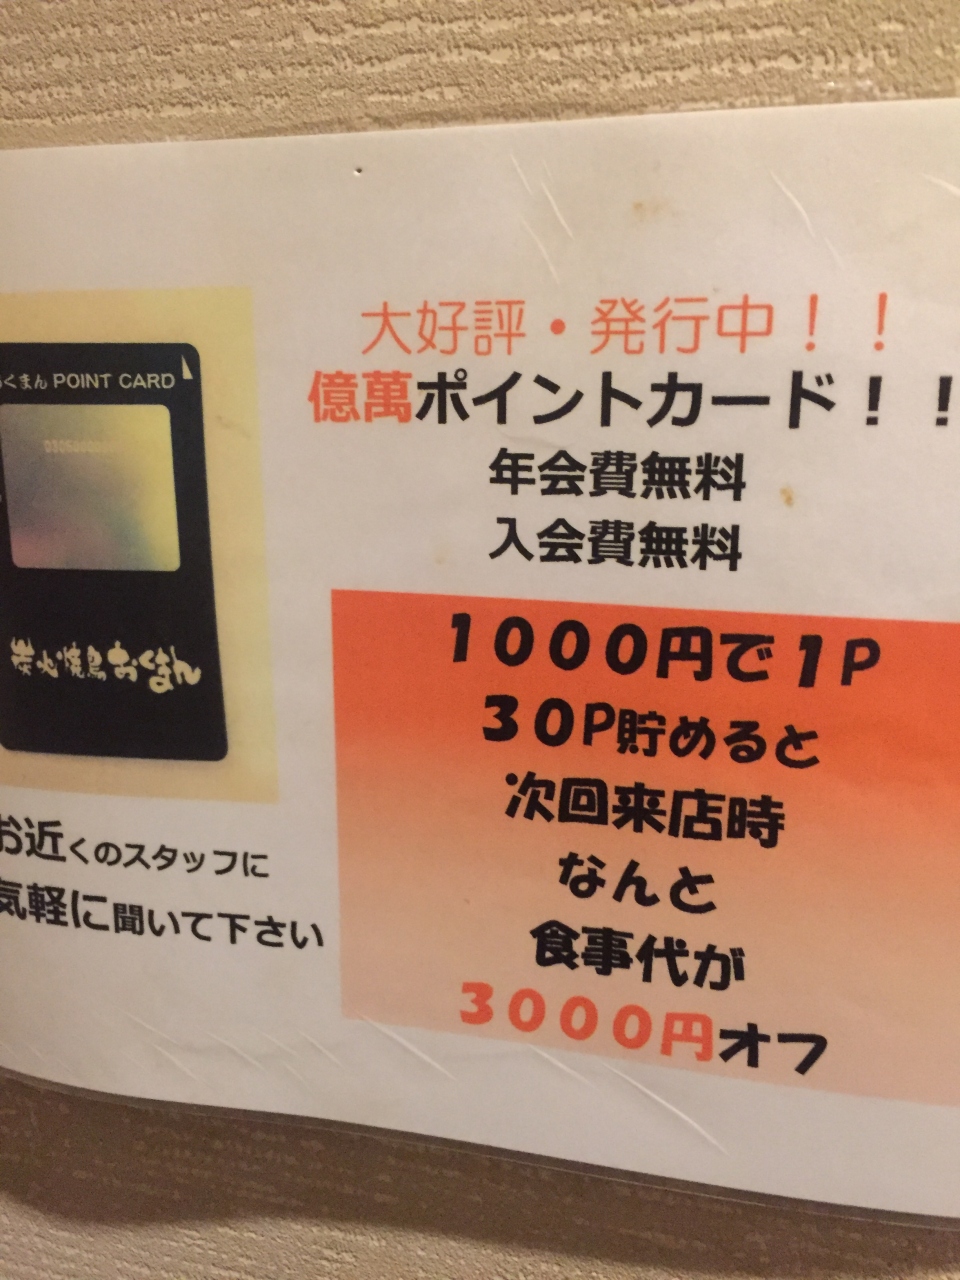 大好評・発行中！！
億萬ポイントカード！！
年会費無料
入会費無料
くまん POINT CARD
炭火焼鳥おくまん
1000円で1P
30P貯めると
次回来店時
なんと
食事代が
3000円オフ
お近くのスタッフに
気軽に聞いて下さい